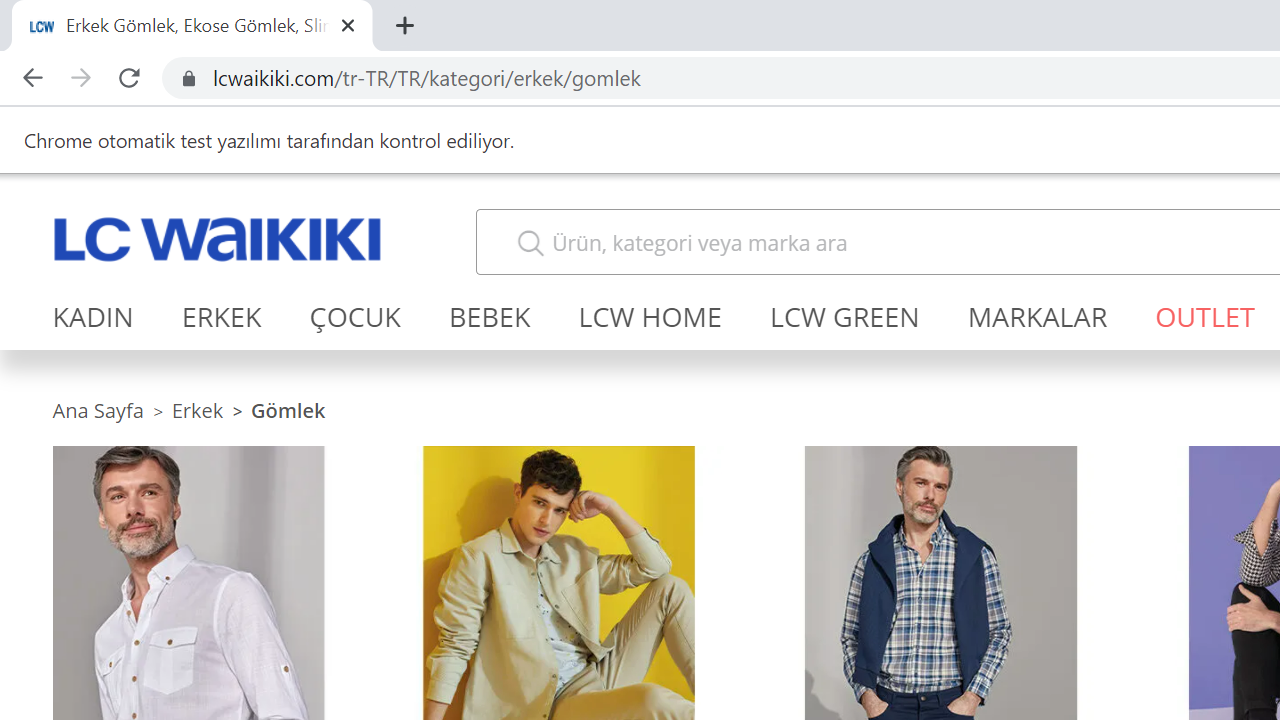 LCW Erkek Gömlek, Ekose Gömlek, Slim
lcwaikiki.com/tr-TR/TR/kategori/erkek/gomlek
Chrome otomatik test yazılımı tarafından kontrol ediliyor.
LC WAIKIKI
Ürün, kategori veya marka ara
KADIN ERKEK ÇOCUK BEBEK LCW HOME LCW GREEN MARKALAR OUTLET
Ana Sayfa > Erkek > Gömlek